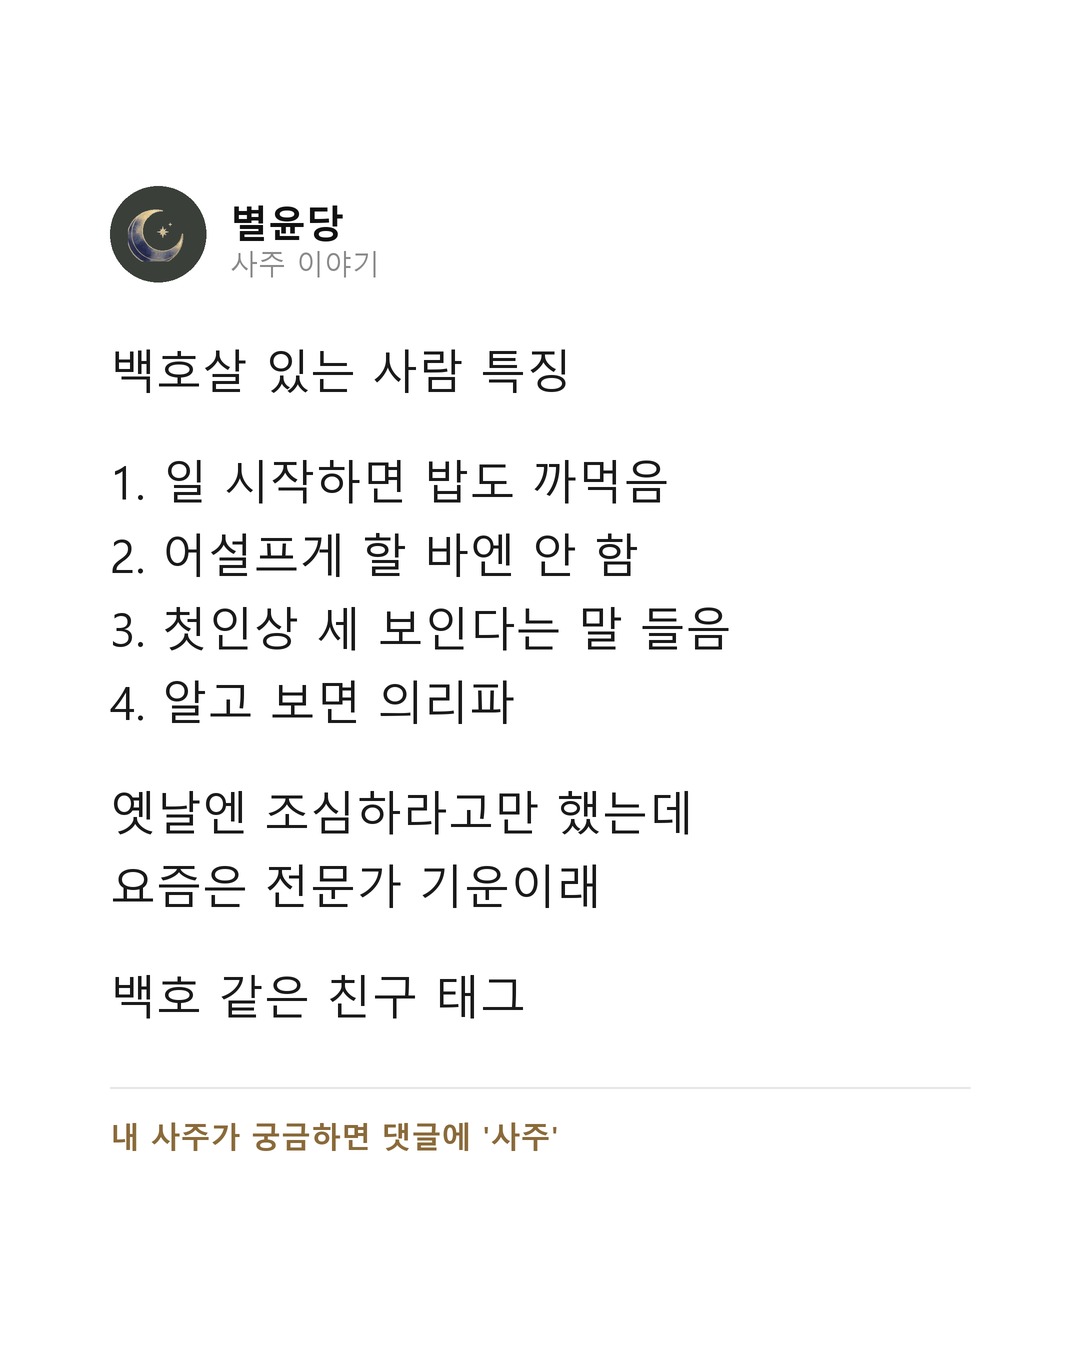 별윤당
사주 이야기
백호살 있는 사람 특징
1. 일 시작하면 밥도 까먹음
2. 어설프게 할 바엔 안 함
3. 첫인상 세 보인다는 말 들음
4. 알고 보면 의리파
옛날엔 조심하라고만 했는데
요즘은 전문가 기운이래
백호 같은 친구 태그
내 사주가 궁금하면 댓글에 '사주'